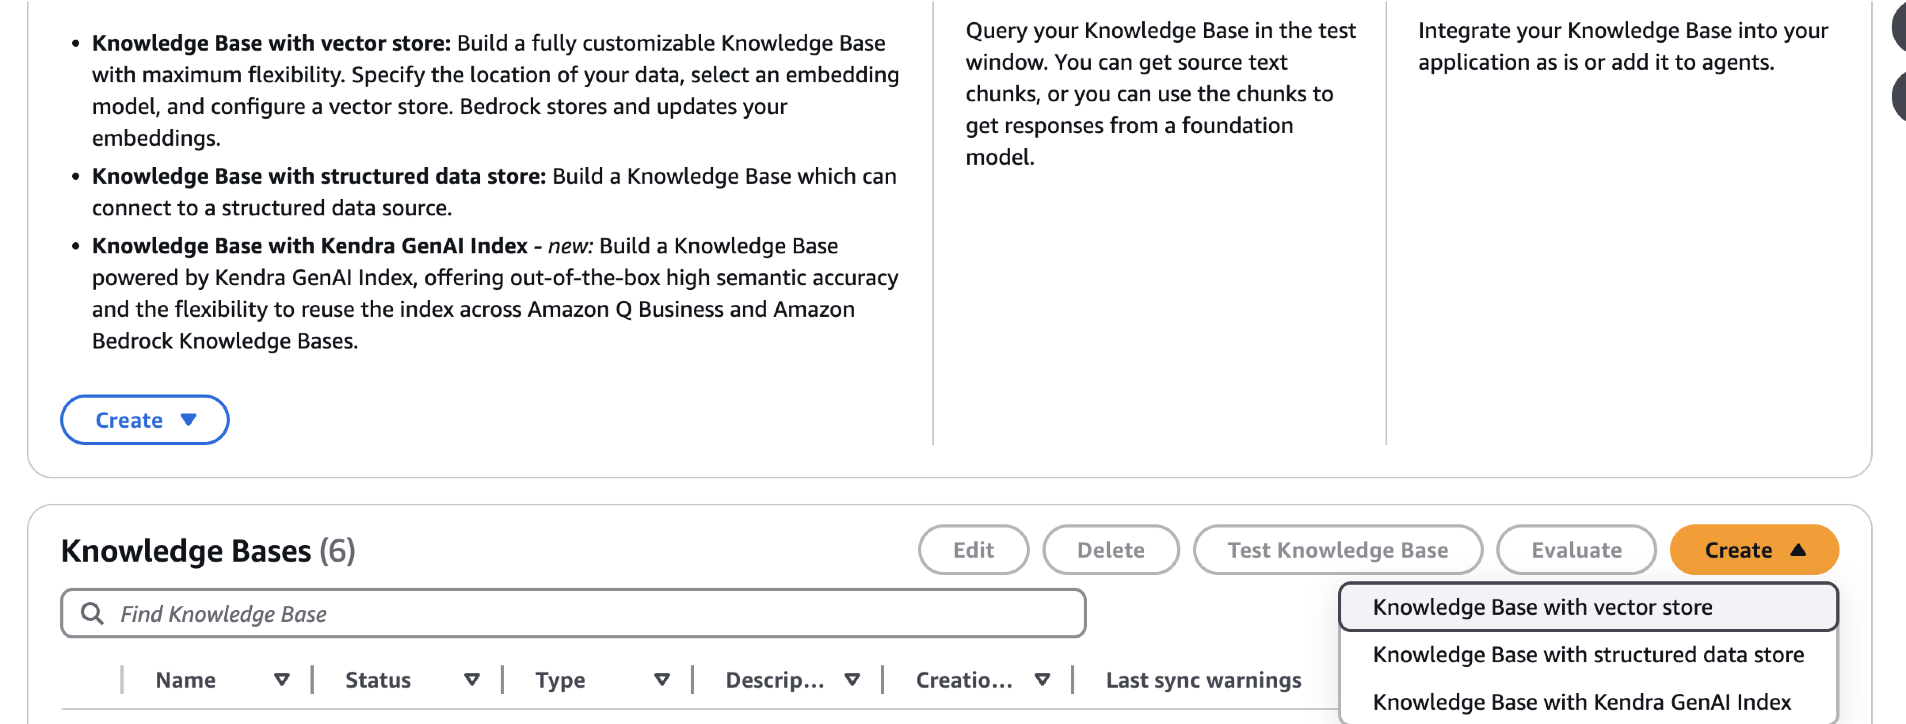 • Knowledge Base with vector store: Build a fully customizable Knowledge Base
with maximum flexibility. Specify the location of your data, select an embedding
model, and configure a vector store. Bedrock stores and updates your
embeddings.
• Knowledge Base with structured data store: Build a Knowledge Base which can
connect to a structured data source.
• Knowledge Base with Kendra GenAI Index - new: Build a Knowledge Base
powered by Kendra GenAI Index, offering out-of-the-box high semantic accuracy
and the flexibility to reuse the index across Amazon Q Business and Amazon
Bedrock Knowledge Bases.
Create
Query your Knowledge Base in the test
window. You can get source text
chunks, or you can use the chunks to
get responses from a foundation
model.
Integrate your Knowledge Base into your
application as is or add it to agents.
Knowledge Bases (6)
Edit
Delete
Test Knowledge Base
Evaluate
Create
Find Knowledge Base
Knowledge Base with vector store
Knowledge Base with structured data store
Knowledge Base with Kendra GenAI Index
Name
Status
Type
Descrip...
Creatio...
Last sync warnings